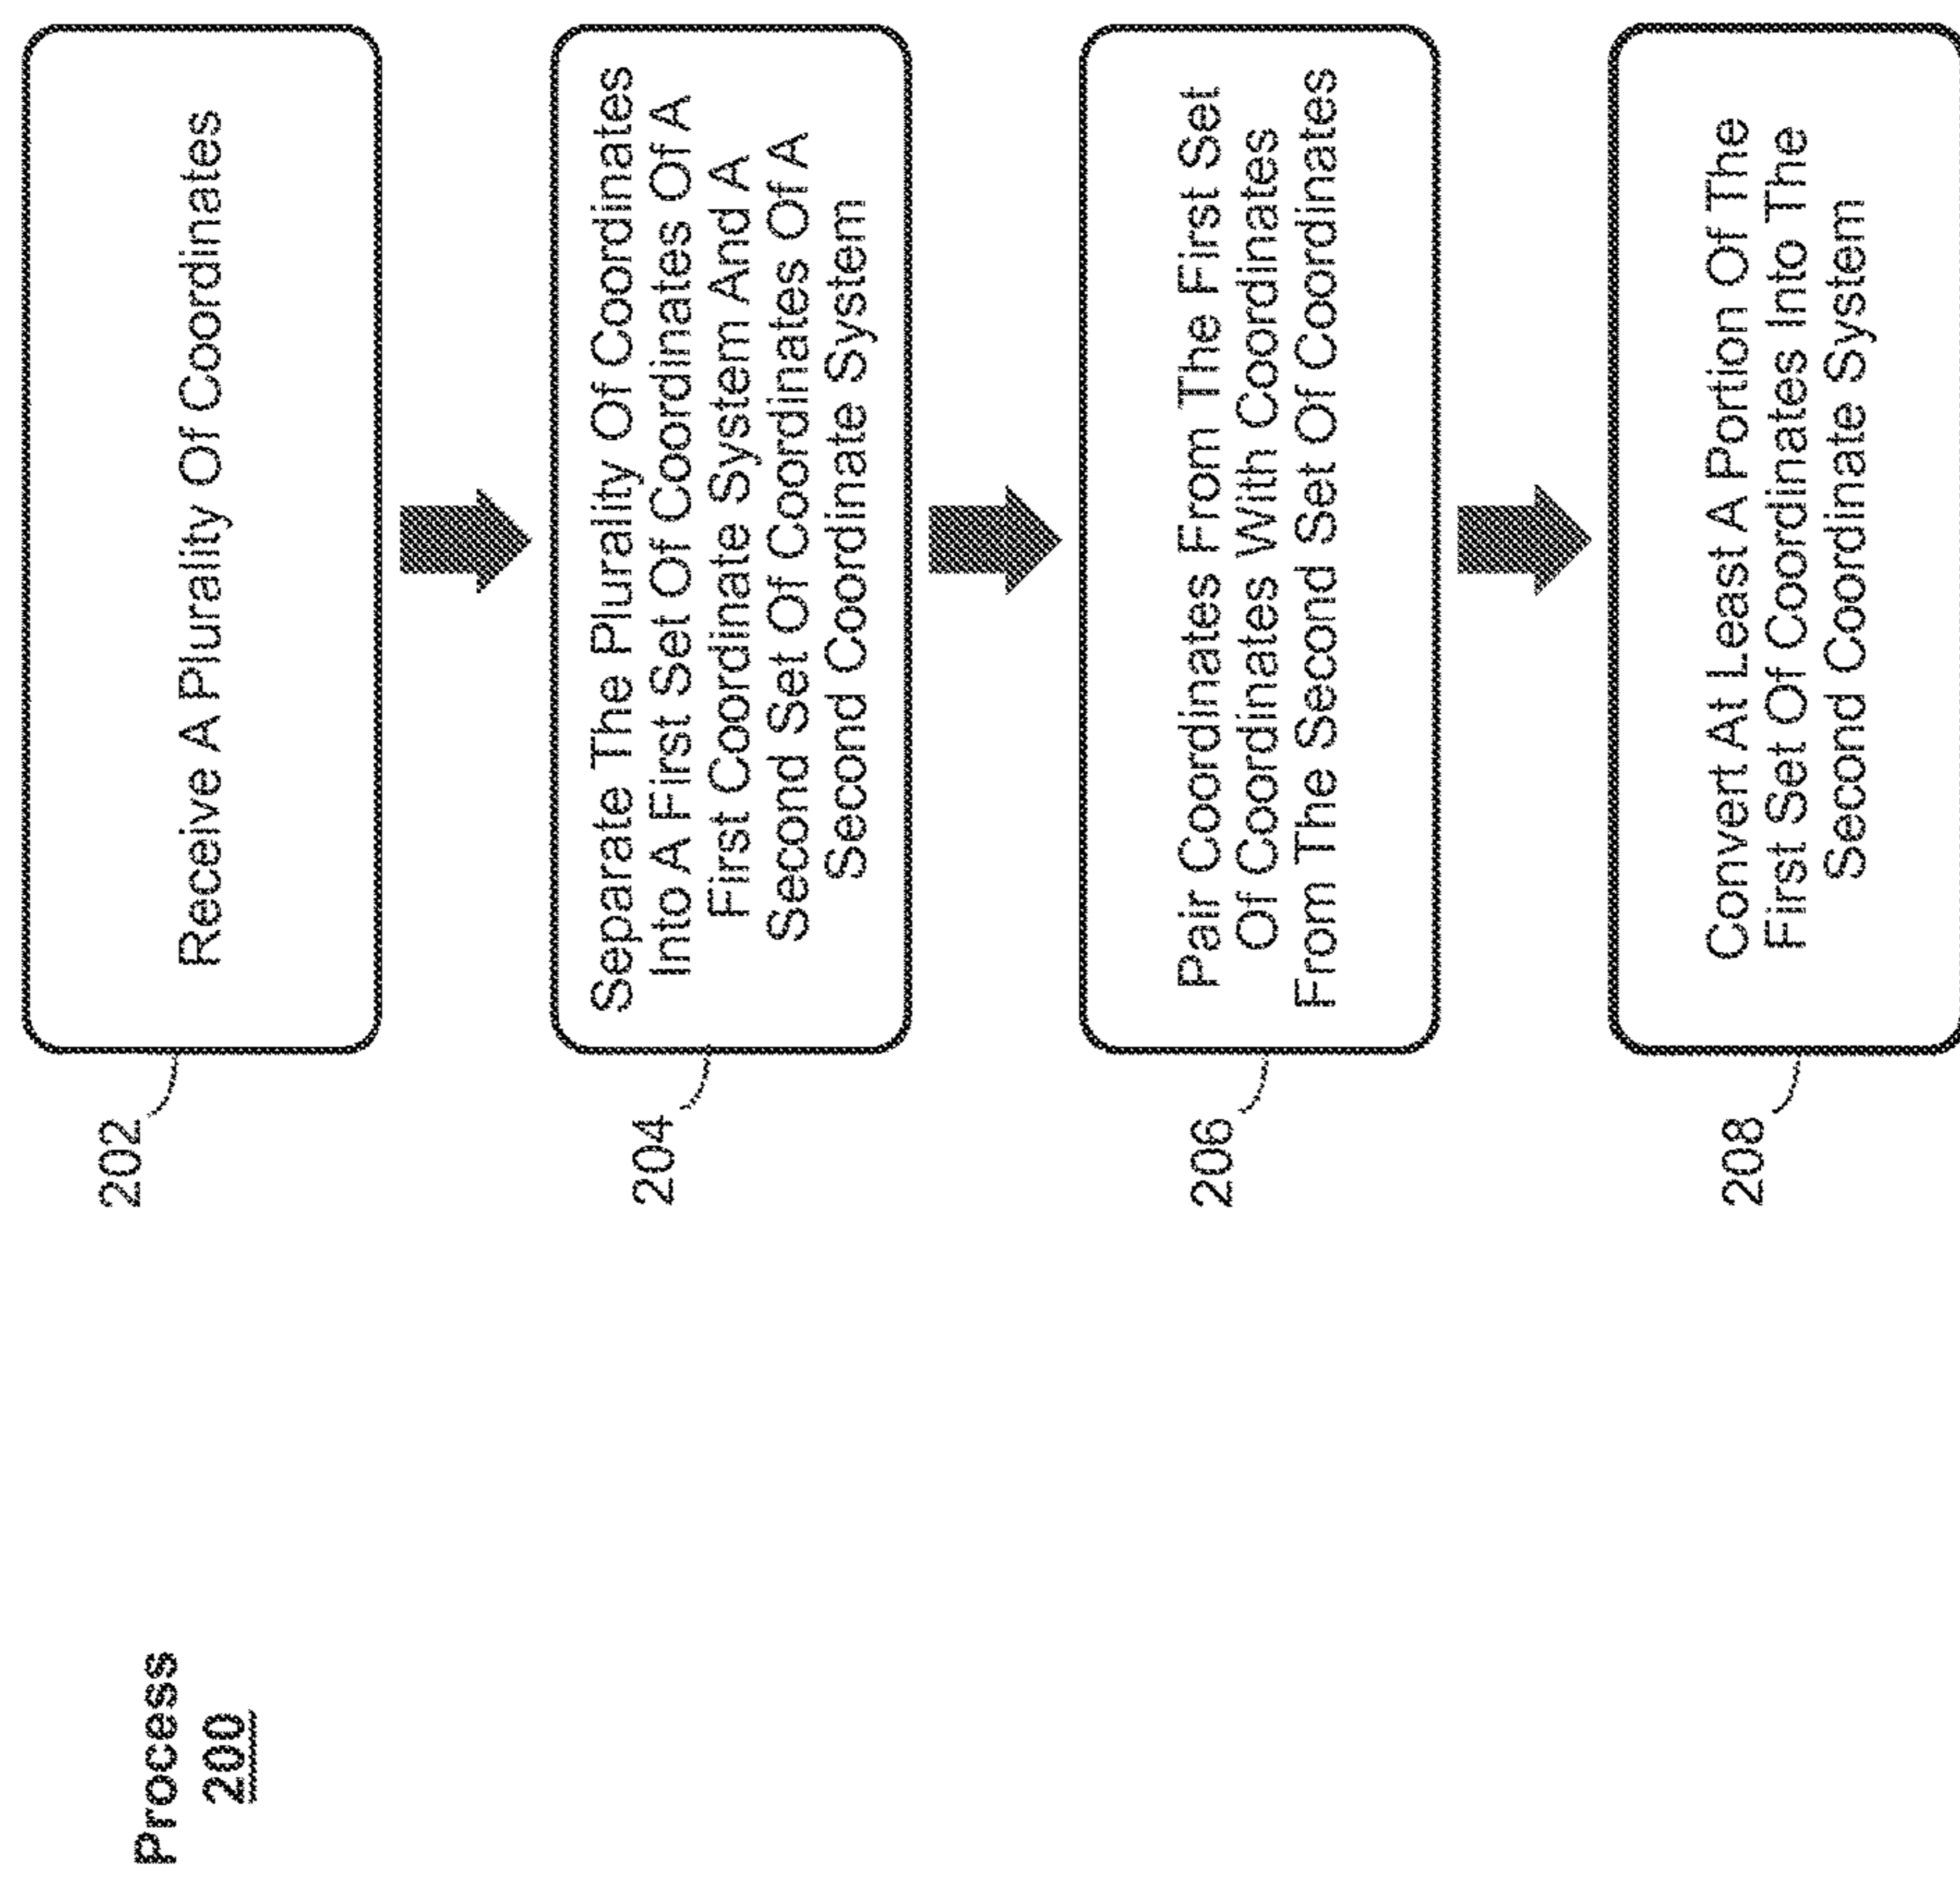 Process
200
202
Receive A Plurality Of Coordinates
204
Separate The Plurality Of Coordinates
Into A First Set Of Coordinates Of A
First Coordinate System And A
Second Set Of Coordinates Of A
Second Coordinate System
206
Pair Coordinates From The First Set
Of Coordinates With Coordinates
From The Second Set Of Coordinates
208
Convert At Least A Portion Of The
First Set Of Coordinates Into The
Second Coordinate System